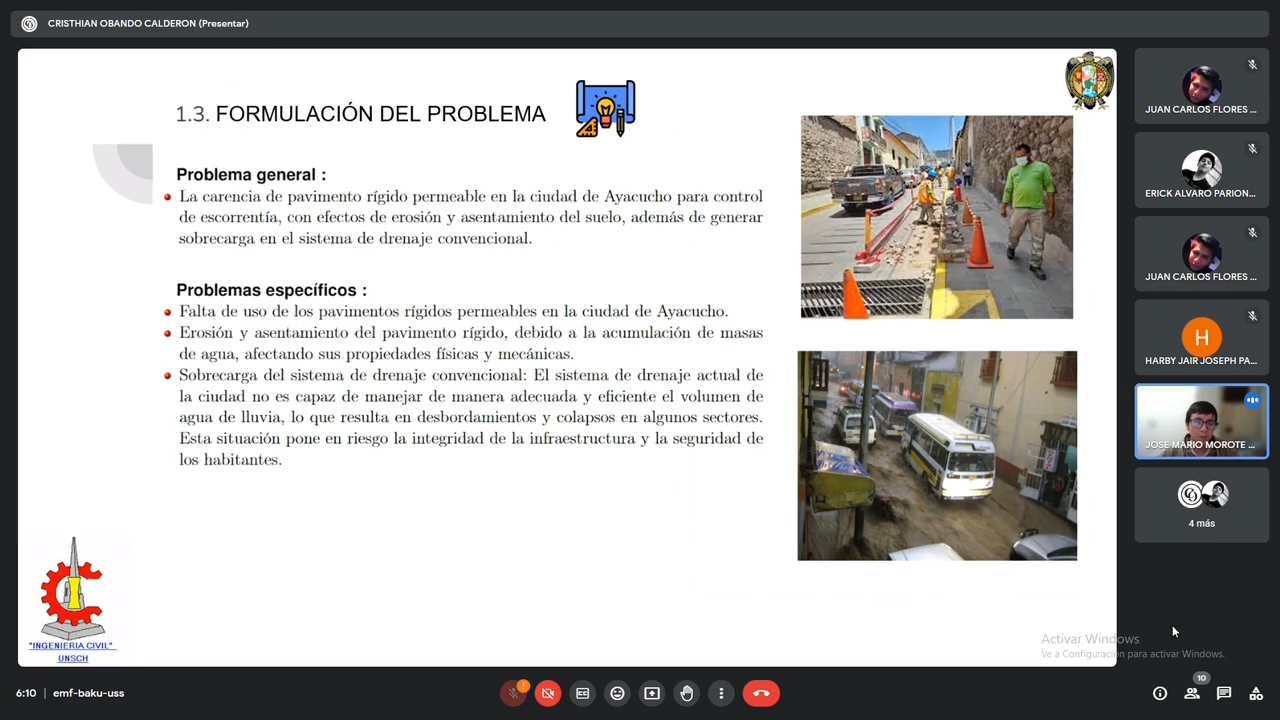 CRISTHIAN OBANDO CALDERON (Presentar)
1.3. FORMULACIÓN DEL PROBLEMA
Problema general :
La carencia de pavimento rígido permeable en la ciudad de Ayacucho para control
de escorrentía, con efectos de erosión y asentamiento del suelo, además de generar
sobrecarga en el sistema de drenaje convencional.
Problemas específicos :
Falta de uso de los pavimentos rígidos permeables en la ciudad de Ayacucho.
Erosión y asentamiento del pavimento rígido, debido a la acumulación de masas
de agua, afectando sus propiedades físicas y mecánicas.
Sobrecarga del sistema de drenaje convencional: El sistema de drenaje actual de
la ciudad no es capaz de manejar de manera adecuada y eficiente el volumen de
agua de lluvia, lo que resulta en desbordamientos y colapsos en algunos sectores.
Esta situación pone en riesgo la integridad de la infraestructura y la seguridad de
los habitantes.
"INGENIERIA CIVIL"
UNSCH
JUAN CARLOS FLORES ...
ERICK ALVARO PARION...
JUAN CARLOS FLORES ...
H
HARBY JAIR JOSEPH PA...
JOSE MARIO MOROTE ...
4 más
Activar Windows
Ve a Configuración para activar Windows.
6:10 | emf-baku-uss
10